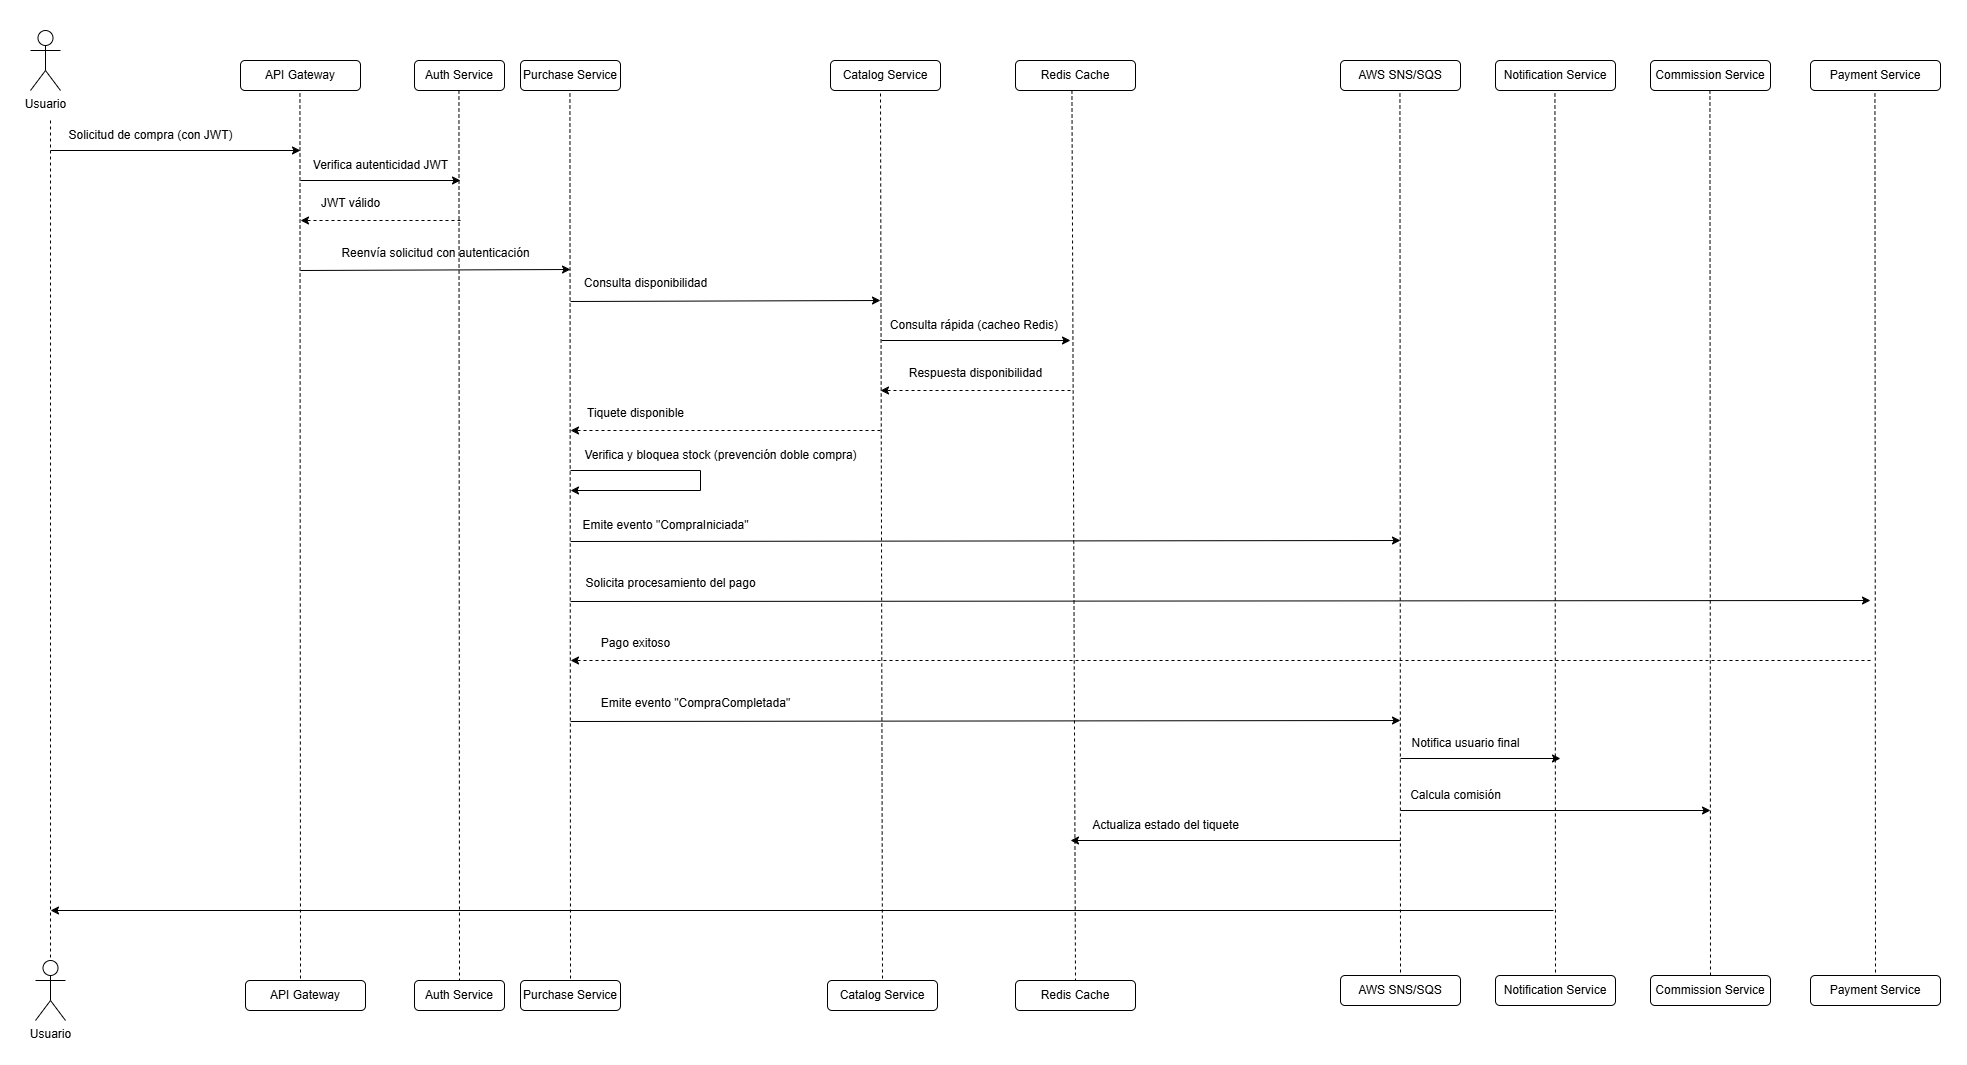 Usuario
API Gateway
Auth Service
Purchase Service
Catalog Service
Redis Cache
AWS SNS/SQS
Notification Service
Commission Service
Payment Service
Solicitud de compra (con JWT)
Verifica autenticidad JWT
JWT válido
Reenvía solicitud con autenticación
Consulta disponibilidad
Consulta rápida (cacheo Redis)
Respuesta disponibilidad
Tiquete disponible
Verifica y bloquea stock (prevención doble compra)
Emite evento "CompraIniciada"
Solicita procesamiento del pago
Pago exitoso
Emite evento "CompraCompletada"
Notifica usuario final
Calcula comisión
Actualiza estado del tiquete
Usuario
API Gateway
Auth Service
Purchase Service
Catalog Service
Redis Cache
AWS SNS/SQS
Notification Service
Commission Service
Payment Service